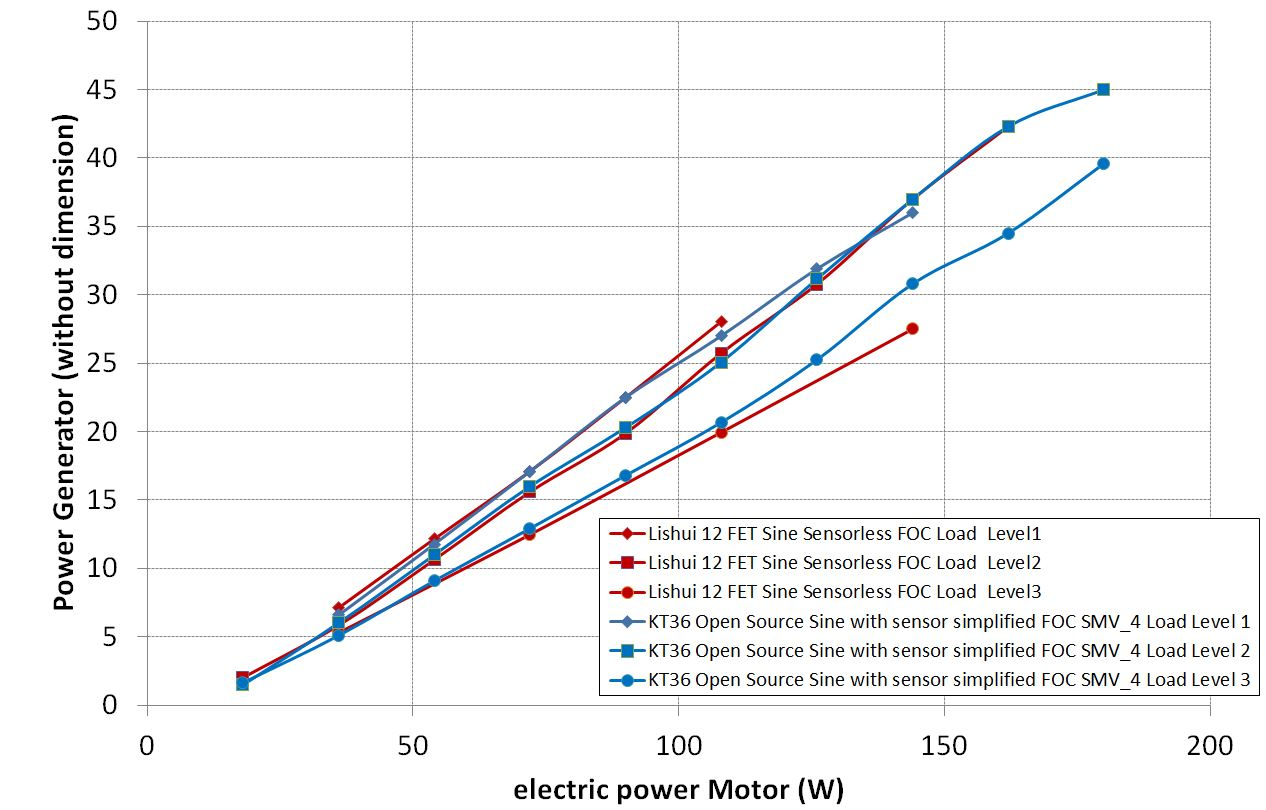 50
45
40
35
30
25
20
15
10
5
0
Power Generator (without dimension)
Lishui 12 FET Sine Sensorless FOC Load  Level1
Lishui 12 FET Sine Sensorless FOC Load  Level2
Lishui 12 FET Sine Sensorless FOC Load  Level3
KT36 Open Source Sine with sensor simplified FOC SMV_4 Load Level 1
KT36 Open Source Sine with sensor simplified FOC SMV_4 Load Level 2
KT36 Open Source Sine with sensor simplified FOC SMV_4 Load Level 3
0 50 100 150 200
electric power Motor (W)